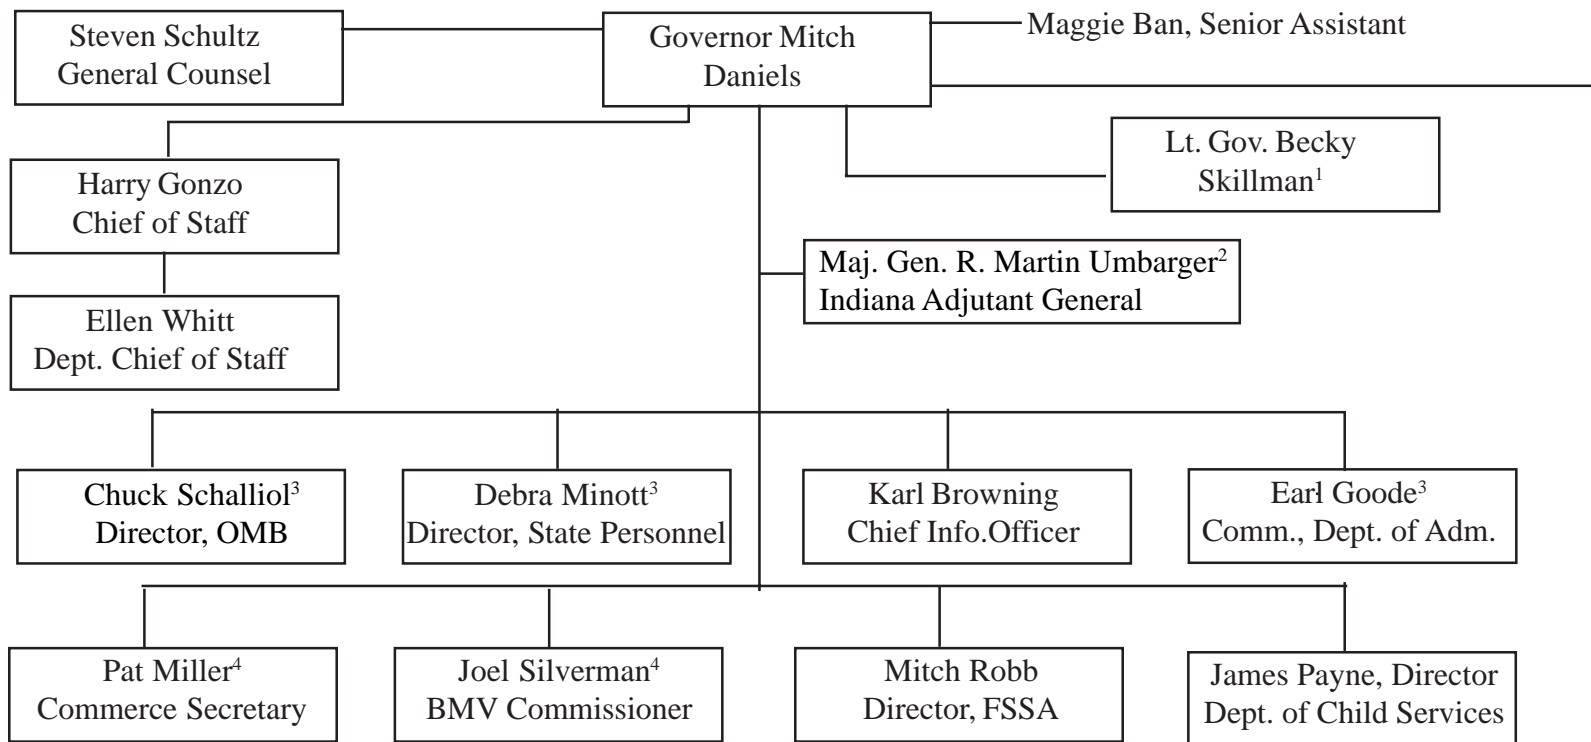 Steven Schultz
General Counsel
Governor Mitch
Daniels
Maggie Ban, Senior Assistant
Lt. Gov. Becky
Skillman¹
Harry Gonzo
Chief of Staff
Maj. Gen. R. Martin Umbarger²
Indiana Adjutant General
Ellen Whitt
Dept. Chief of Staff
Chuck Schalliol³
Director, OMB
Debra Minott³
Director, State Personnel
Karl Browning
Chief Info.Officer
Earl Goode³
Comm., Dept. of Adm.
Pat Miller⁴
Commerce Secretary
Joel Silverman⁴
BMV Commissioner
Mitch Robb
Director, FSSA
James Payne, Director
Dept. of Child Services